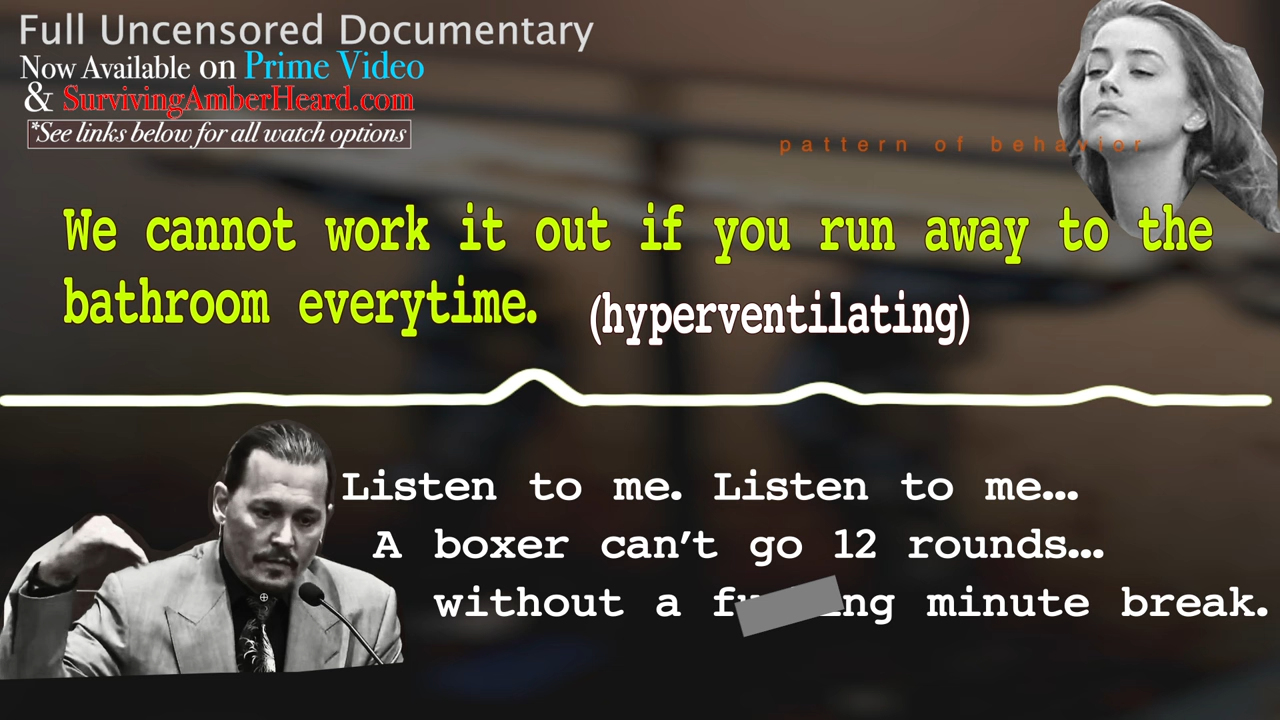 Full Uncensored Documentary
Now Available on Prime Video
& SurvivingAmberHeard.com
*See links below for all watch options
pattern of behavior
We cannot work it out if you run away to the
bathroom everytime. (hyperventilating)
Listen to me. Listen to me...
A boxer can't go 12 rounds...
without a f ng minute break.